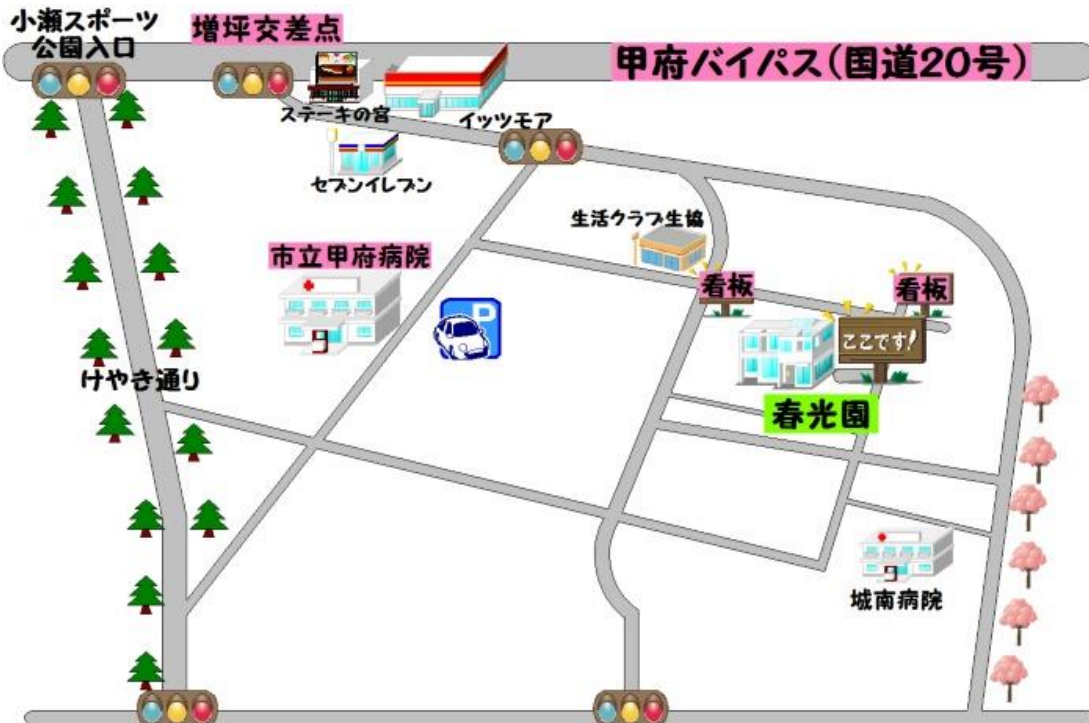 小瀬スポーツ
公園入口
増坪交差点
甲府バイパス(国道20号)
ステーキの宮
イッツモア
セブンイレブン
生活クラブ生協
市立甲府病院
P
看板
看板
ここです!
けやき通り
春光園
城南病院